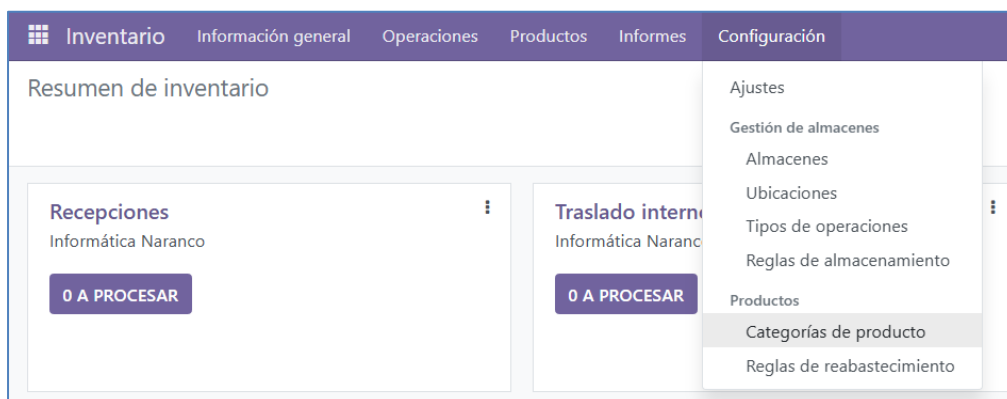 Inventario Información general Operaciones Productos Informes Configuración
Resumen de inventario
Ajustes
Gestión de almacenes
Almacenes
Ubicaciones
Tipos de operaciones
Reglas de almacenamiento
Productos
Categorías de producto
Reglas de reabastecimiento
Recepciones
Informática Naranco
0 A PROCESAR
Traslado intern
Informática Naranc
0 A PROCESAR